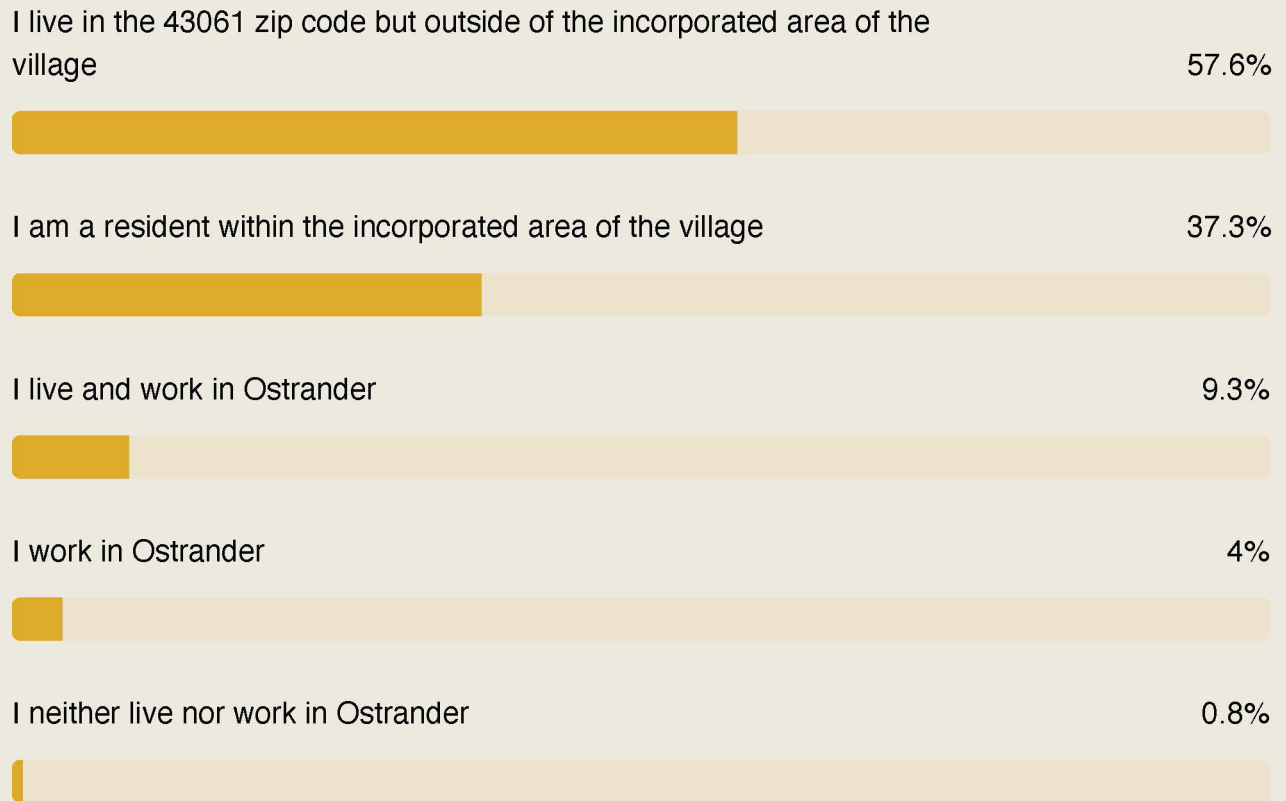 I live in the 43061 zip code but outside of the incorporated area of the
village
57.6%
I am a resident within the incorporated area of the village
37.3%
I live and work in Ostrander
9.3%
I work in Ostrander
4%
I neither live nor work in Ostrander
0.8%